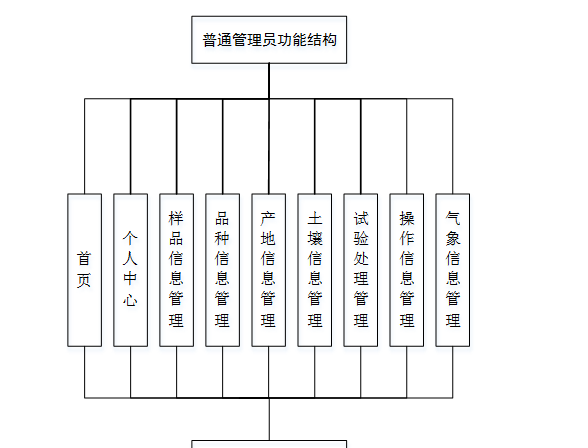 普通管理员功能结构
首页
个人中心
样品信息管理
品种信息管理
产地信息管理
土壤信息管理
试验处理管理
操作信息管理
气象信息管理